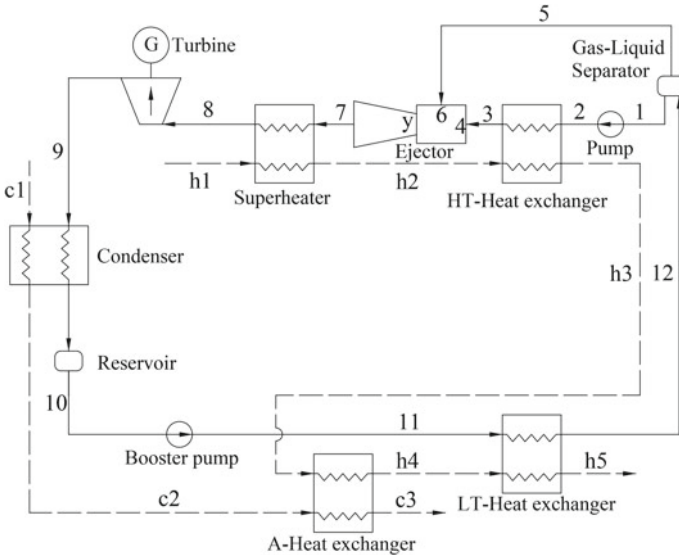 5
G Turbine
Gas-Liquid
Separator
8
7
y
6
4
3
2
1
Ejector
Pump
9
c1
h1
h2
Superheater
HT-Heat exchanger
Condenser
h3
12
Reservoir
10
11
Booster pump
h4
h5
c2
c3
LT-Heat exchanger
A-Heat exchanger